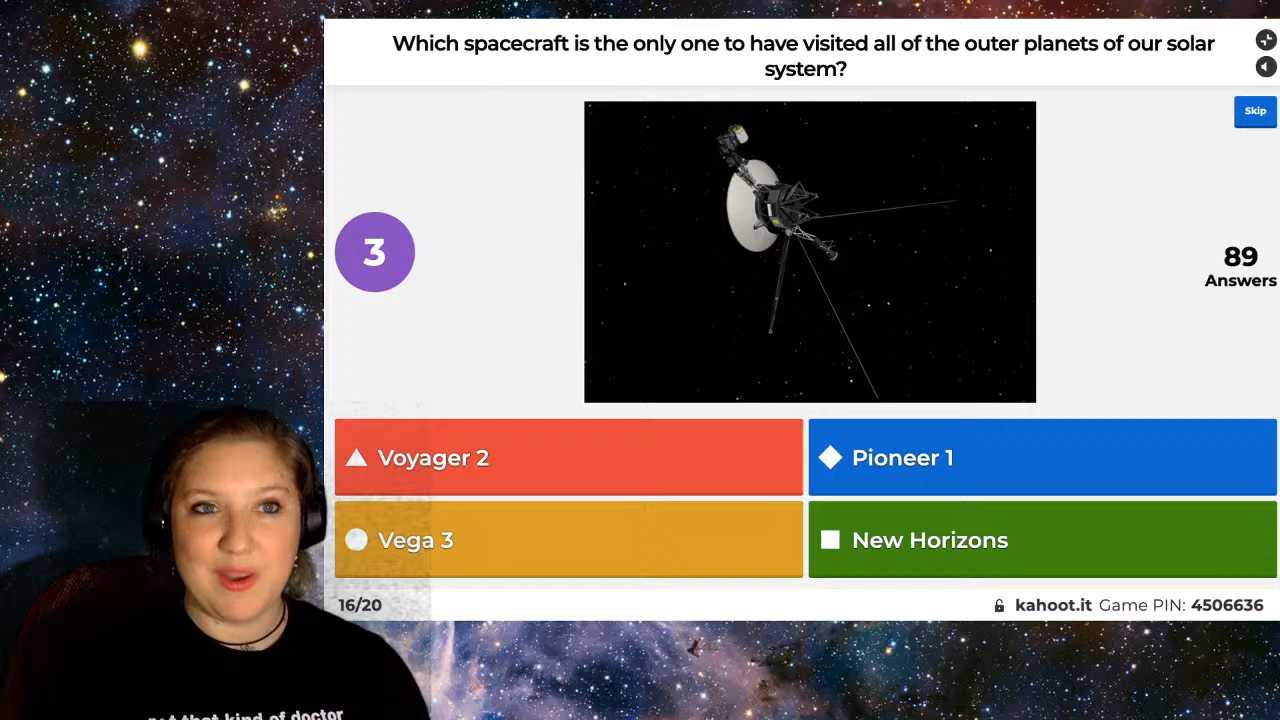 Which spacecraft is the only one to have visited all of the outer planets of our solar
system?
Skip
3
89
Answers
Voyager 2
Pioneer 1
Vega 3
New Horizons
16/20
kahoot.it Game PIN: 4506636
not that kind of doctor